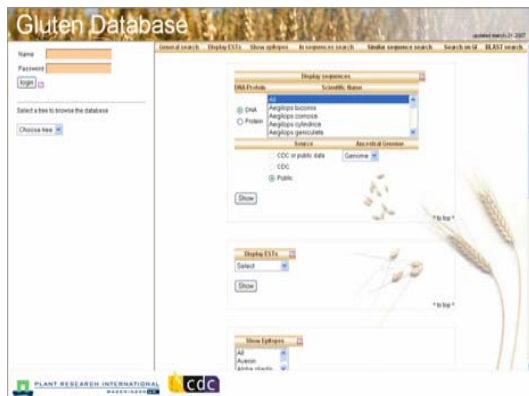 Gluten Database
updated march-21-2007
General search Display ESTs Show epitopes In sequences search Similar sequence search Search on GI BLAST search
Name
Password
login
Select a tree to browse the database
Choose tree
Display sequences
DNA/Protein Scientific Name
DNA
Protein
All
Aegilops bicornis
Aegilops comosa
Aegilops cylindrica
Aegilops geniculata
Source Ancestral Genome
CDC or public data
Genome
CDC
Public
Show
^ to top ^
Display ESTs
Select
Show
^ to top ^
Show Epitopes
All
Avenin
Alpha gliadin
PLANT RESEARCH INTERNATIONAL
WAGENINGEN UR
cdc